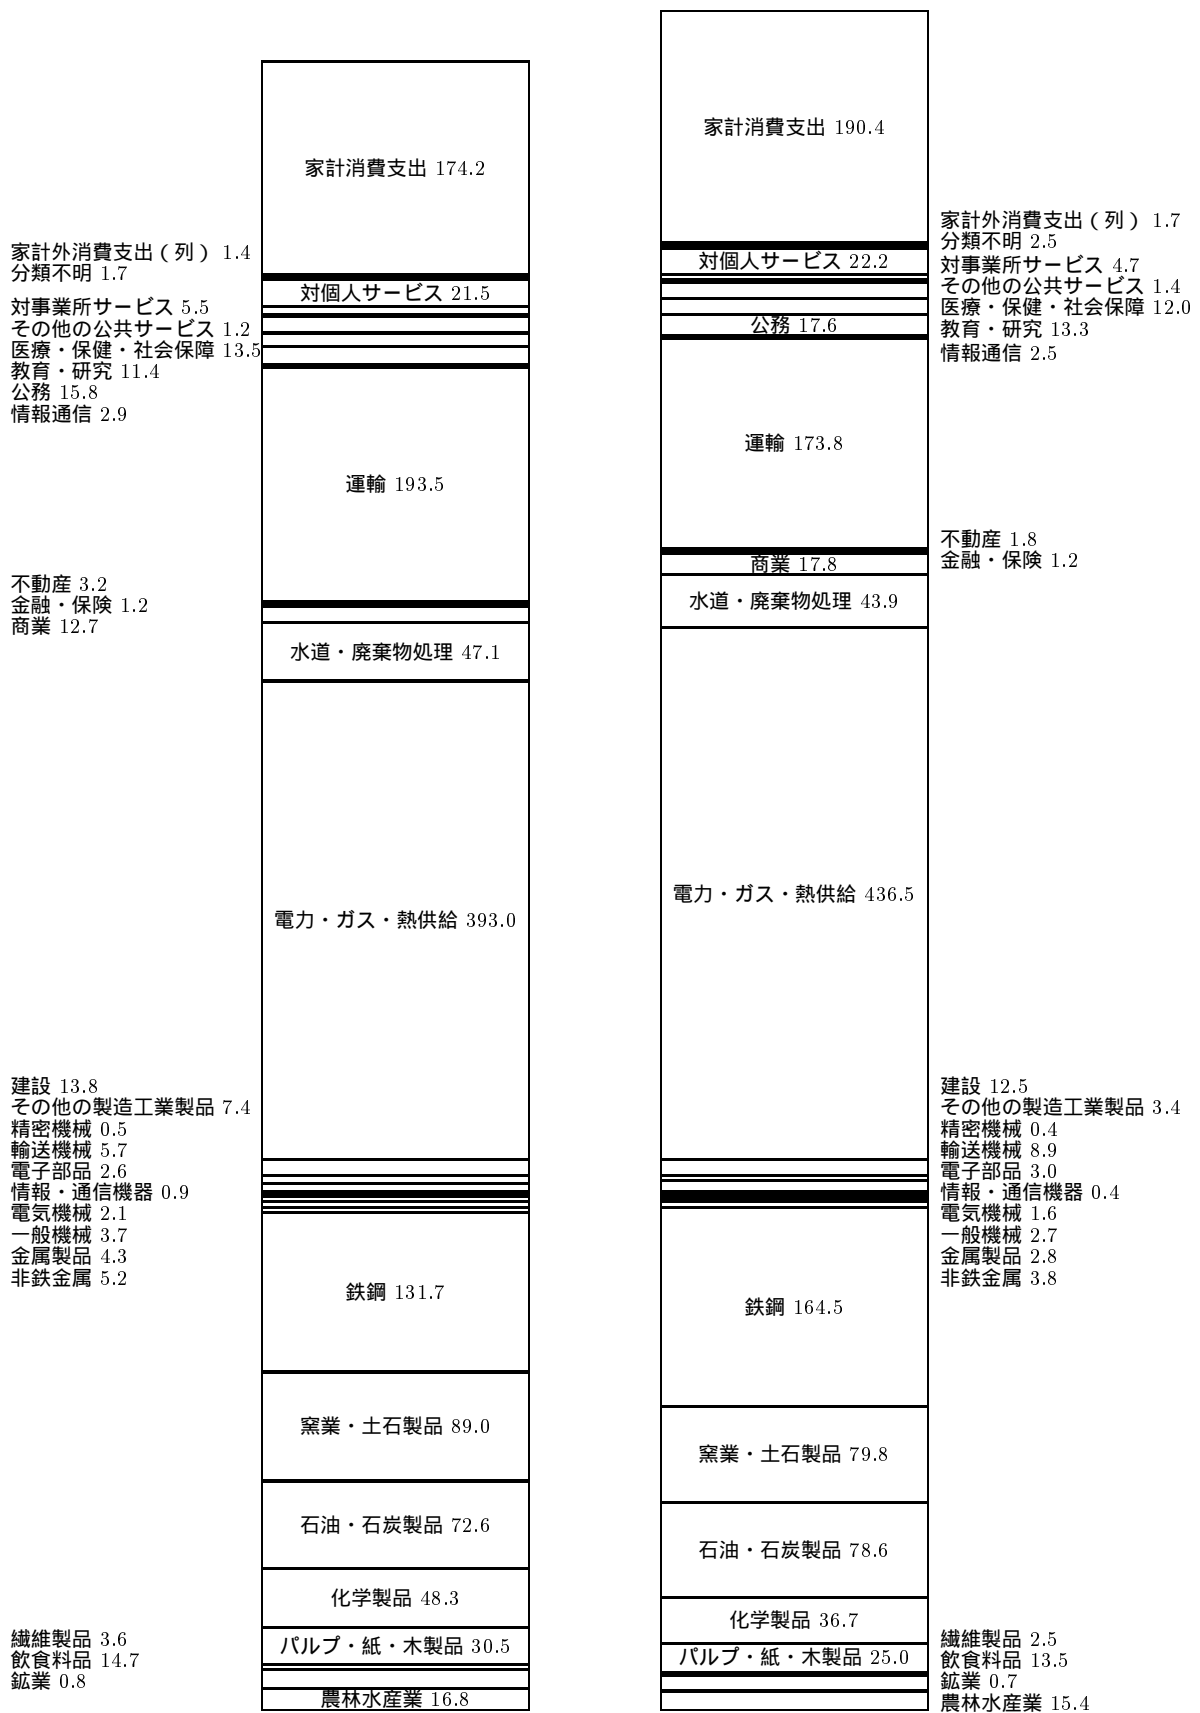 家計消費支出 174.2
家計外消費支出（列） 1.4
分類不明 1.7
対個人サービス 21.5
対事業所サービス 5.5
その他の公共サービス 1.2
医療・保健・社会保障 13.5
教育・研究 11.4
公務 15.8
情報通信 2.9
運輸 193.5
不動産 3.2
金融・保険 1.2
商業 12.7
水道・廃棄物処理 47.1
電力・ガス・熱供給 393.0
建設 13.8
その他の製造工業製品 7.4
精密機械 0.5
輸送機械 5.7
電子部品 2.6
情報・通信機器 0.9
電気機械 2.1
一般機械 3.7
金属製品 4.3
非鉄金属 5.2
鉄鋼 131.7
窯業・土石製品 89.0
石油・石炭製品 72.6
化学製品 48.3
パルプ・紙・木製品 30.5
繊維製品 3.6
飲食料品 14.7
鉱業 0.8
農林水産業 16.8
家計消費支出 190.4
家計外消費支出（列） 1.7
分類不明 2.5
対個人サービス 22.2
対事業所サービス 4.7
その他の公共サービス 1.4
医療・保健・社会保障 12.0
教育・研究 13.3
公務 17.6
情報通信 2.5
運輸 173.8
不動産 1.8
金融・保険 1.2
商業 17.8
水道・廃棄物処理 43.9
電力・ガス・熱供給 436.5
建設 12.5
その他の製造工業製品 3.4
精密機械 0.4
輸送機械 8.9
電子部品 3.0
情報・通信機器 0.4
電気機械 1.6
一般機械 2.7
金属製品 2.8
非鉄金属 3.8
鉄鋼 164.5
窯業・土石製品 79.8
石油・石炭製品 78.6
化学製品 36.7
パルプ・紙・木製品 25.0
繊維製品 2.5
飲食料品 13.5
鉱業 0.7
農林水産業 15.4